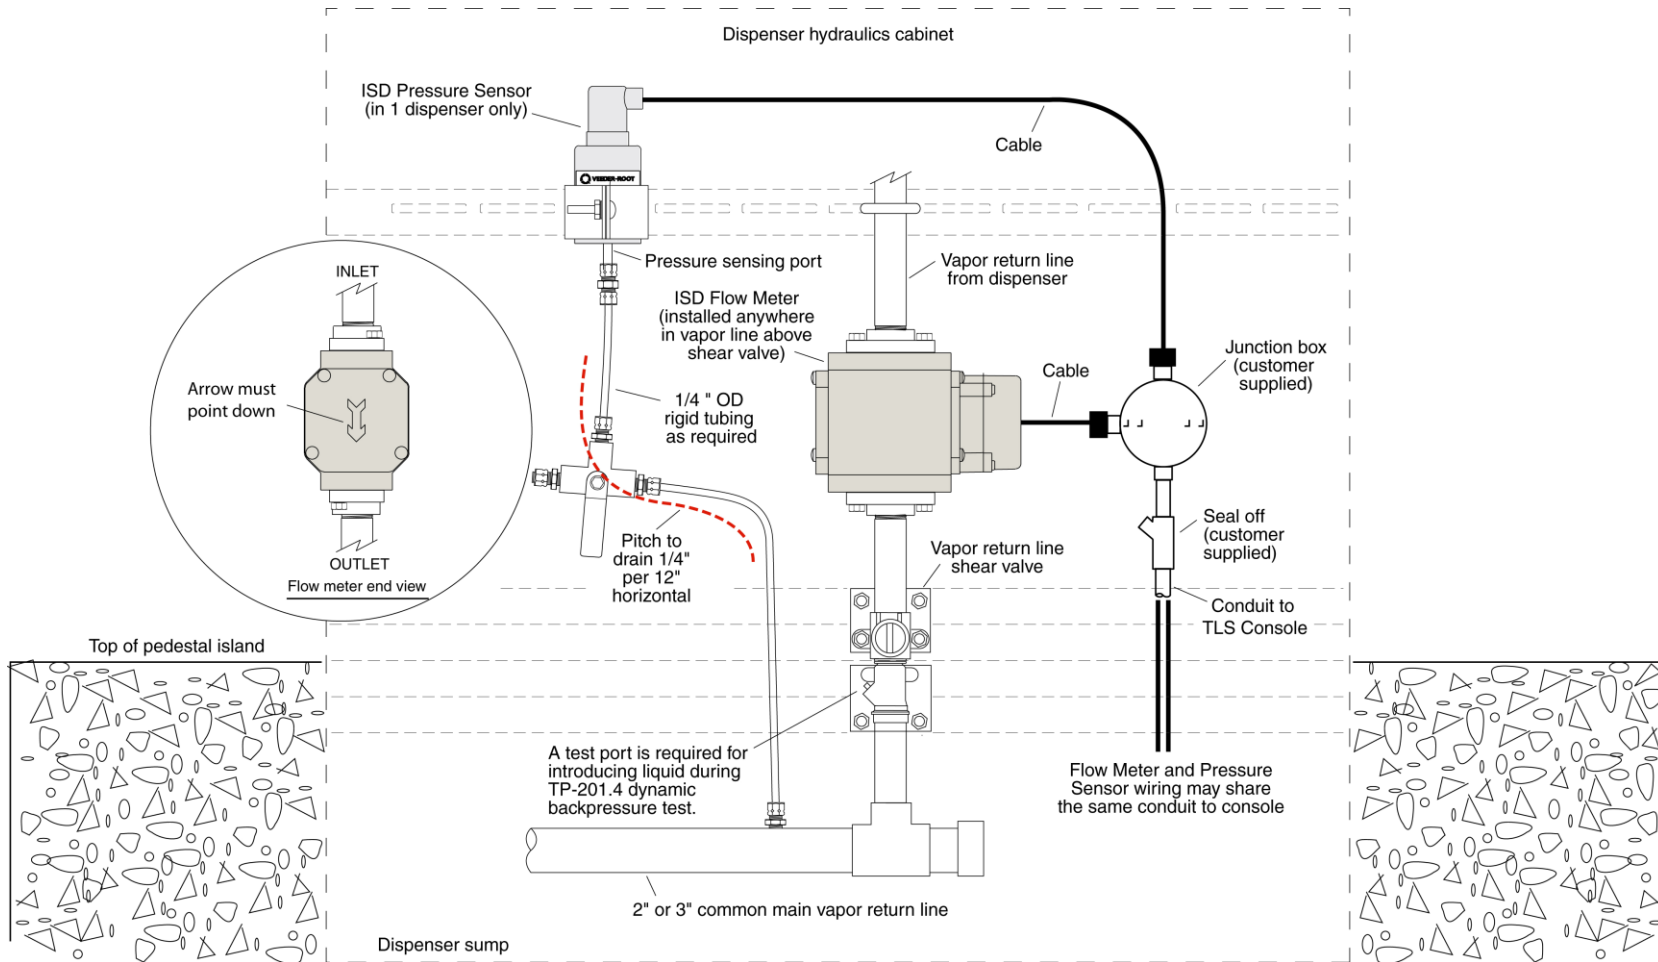 Dispenser hydraulics cabinet
ISD Pressure Sensor
(in 1 dispenser only)
Cable
VEEDER-ROOT
Pressure sensing port
Vapor return line
from dispenser
INLET
ISD Flow Meter
(installed anywhere
in vapor line above
shear valve)
Junction box
(customer
supplied)
Cable
Arrow must
point down
1/4 " OD
rigid tubing
as required
Seal off
(customer
supplied)
Pitch to
drain 1/4"
per 12"
horizontal
Vapor return line
shear valve
OUTLET
Flow meter end view
Conduit to
TLS Console
Top of pedestal island
A test port is required for
introducing liquid during
TP-201.4 dynamic
backpressure test.
Flow Meter and Pressure
Sensor wiring may share
the same conduit to console
2" or 3" common main vapor return line
Dispenser sump